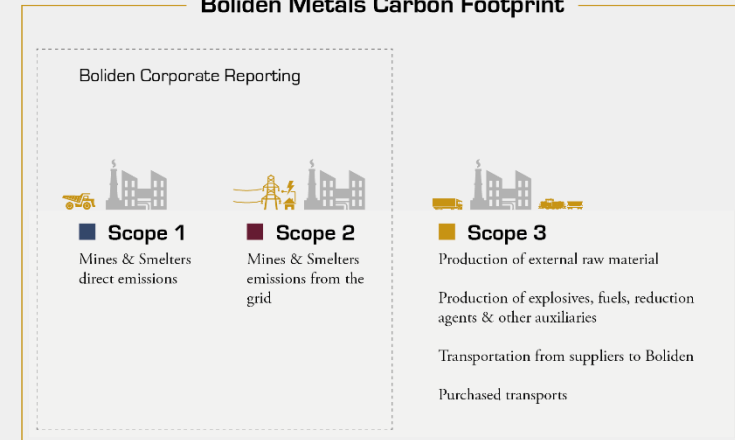 Boliden Metals Carbon Footprint
Boliden Corporate Reporting
Scope 1
Mines & Smelters
direct emissions
Scope 2
Mines & Smelters
emissions from the
grid
Scope 3
Production of external raw material
Production of explosives, fuels, reduction
agents & other auxiliaries
Transportation from suppliers to Boliden
Purchased transports